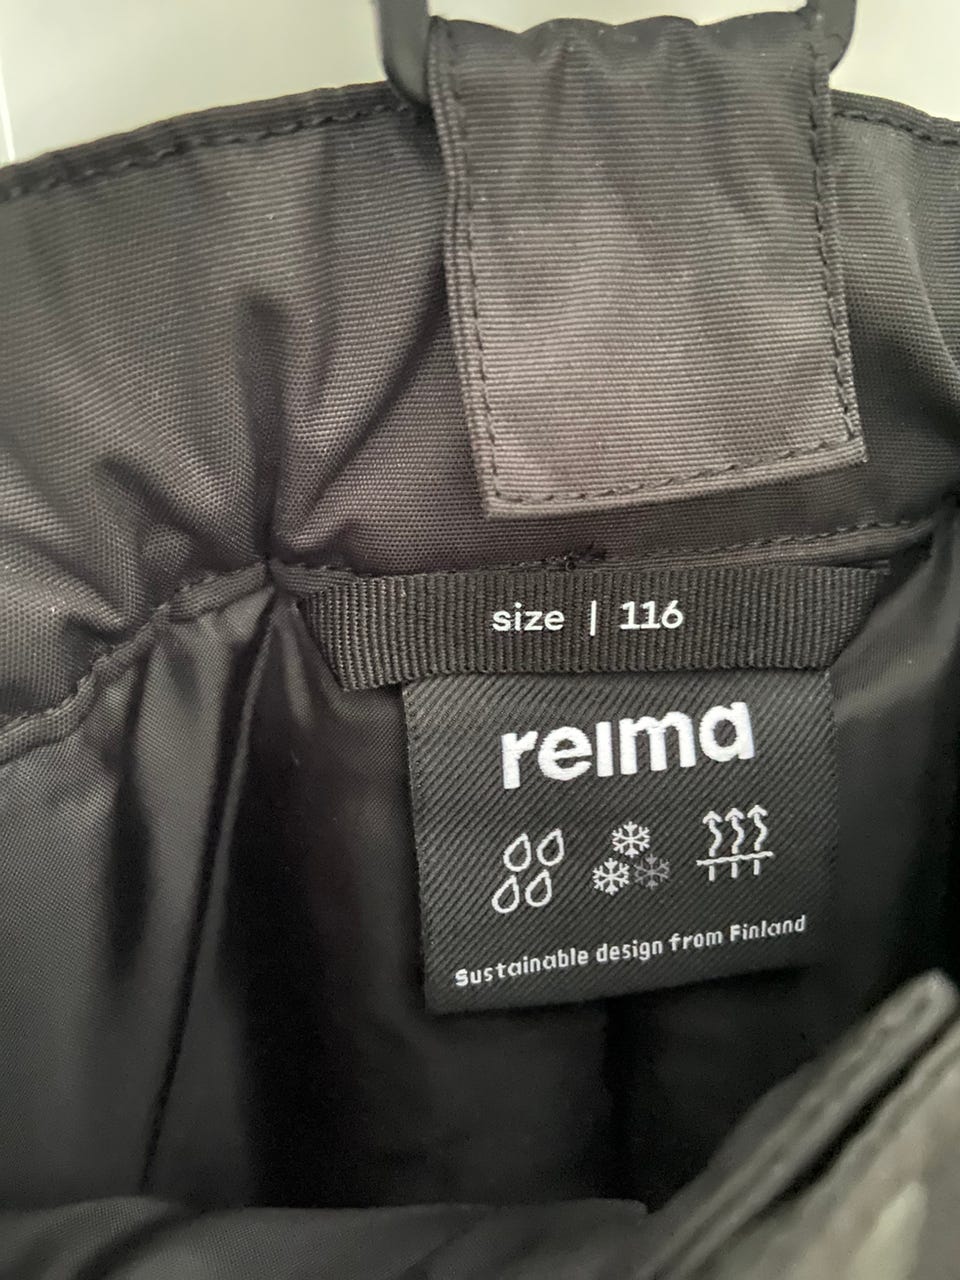 size | 116
reima
Sustainable design from Finland